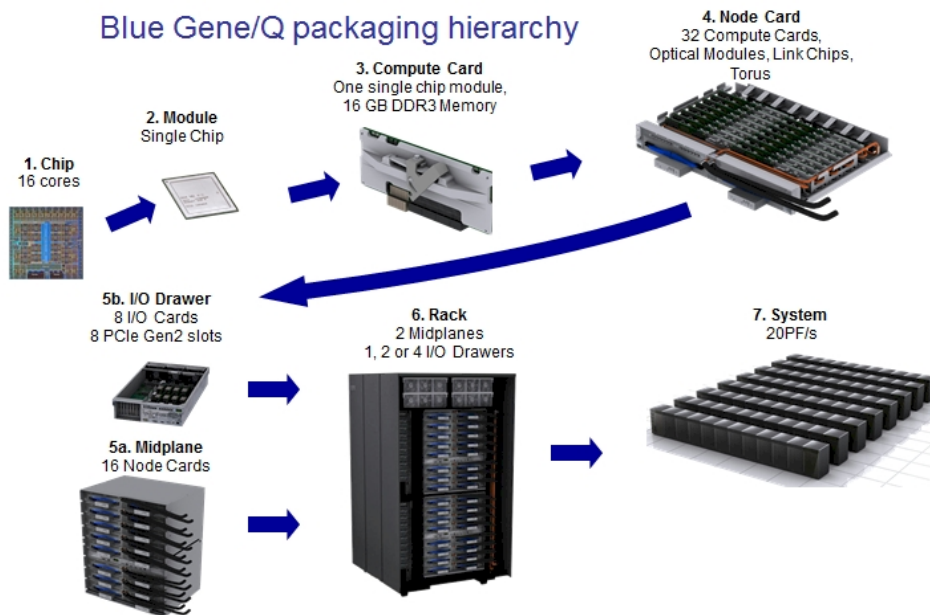 Blue Gene/Q packaging hierarchy
1. Chip
16 cores
2. Module
Single Chip
3. Compute Card
One single chip module,
16 GB DDR3 Memory
4. Node Card
32 Compute Cards,
Optical Modules, Link Chips,
Torus
5b. I/O Drawer
8 I/O Cards
8 PCIe Gen2 slots
5a. Midplane
16 Node Cards
6. Rack
2 Midplanes
1, 2 or 4 I/O Drawers
7. System
20PF/s